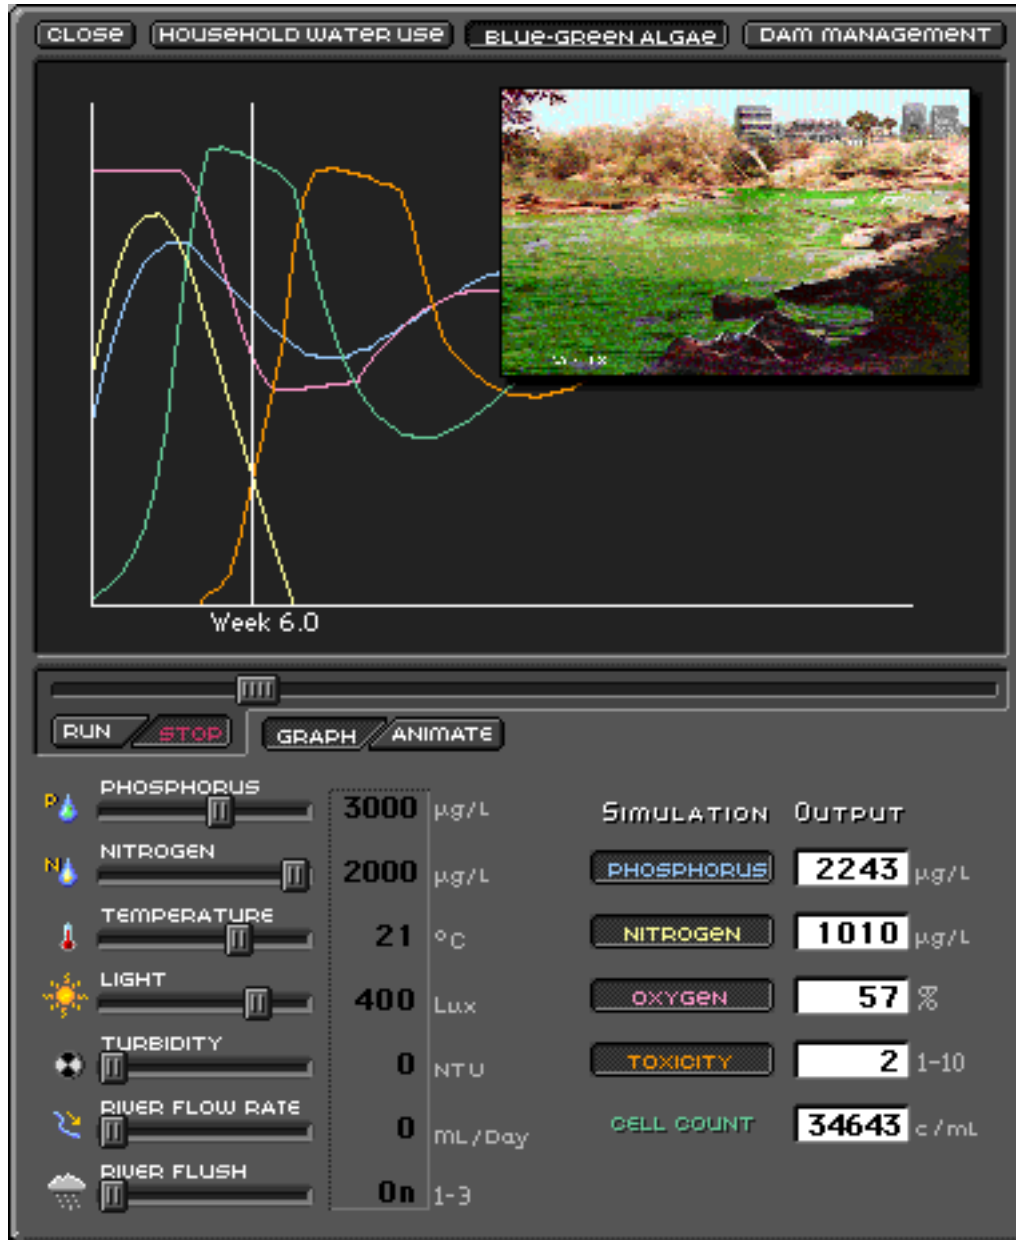 CLOSE HOUSEHOLD WATER USE BLUE-GREEN ALGAE DAM MANAGEMENT
Week 6.0
RUN STOP GRAPH ANIMATE
PHOSPHORUS 3000 µg/L
NITROGEN 2000 µg/L
TEMPERATURE 21 °C
LIGHT 400 Lux
TURBIDITY 0 NTU
RIVER FLOW RATE 0 ML/Day
RIVER FLUSH On 1-3
P
N
SIMULATION OUTPUT
PHOSPHORUS 2243 µg/L
NITROGEN 1010 µg/L
OXYGEN 57 %
TOXICITY 2 1-10
CELL COUNT 34643 c/mL